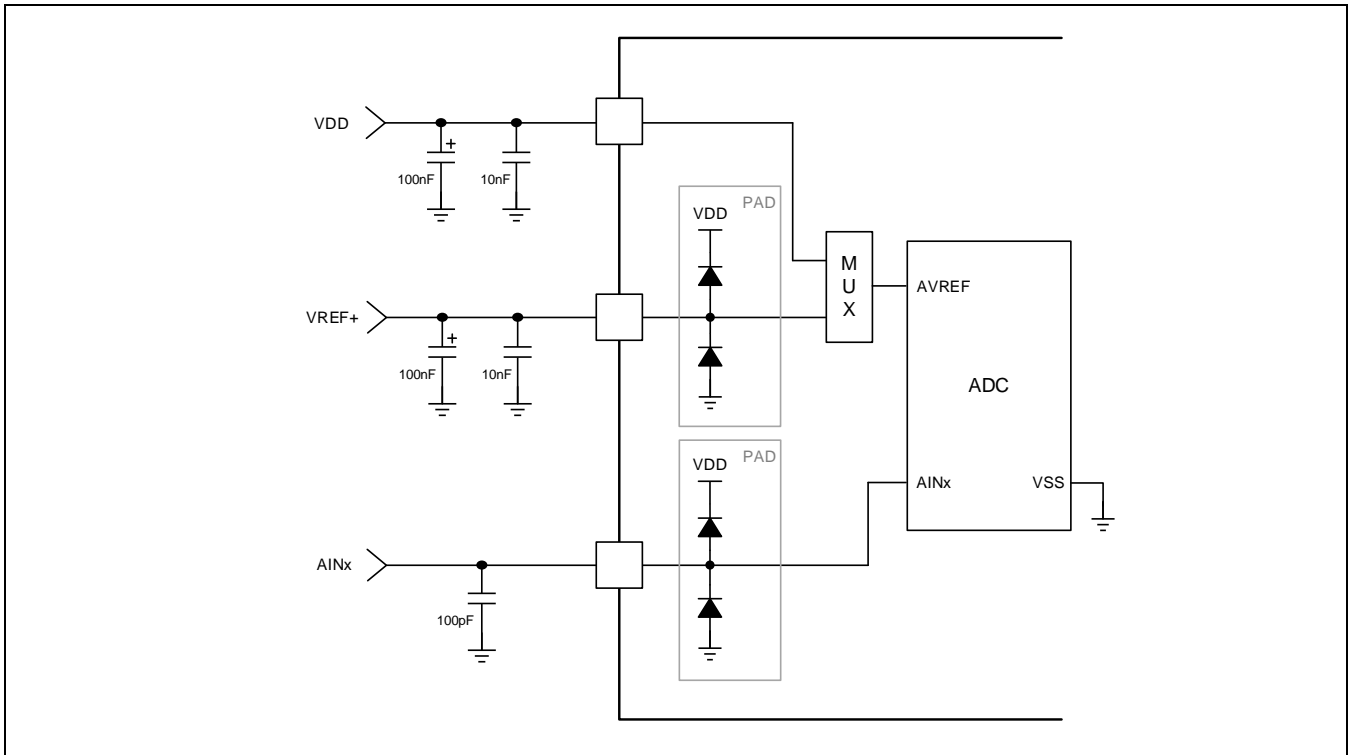 VDD
+
100nF
10nF
VDD
PAD
M
U
X
AVREF
VREF+
+
100nF
10nF
ADC
VDD
PAD
AINx
VSS
AINx
100pF